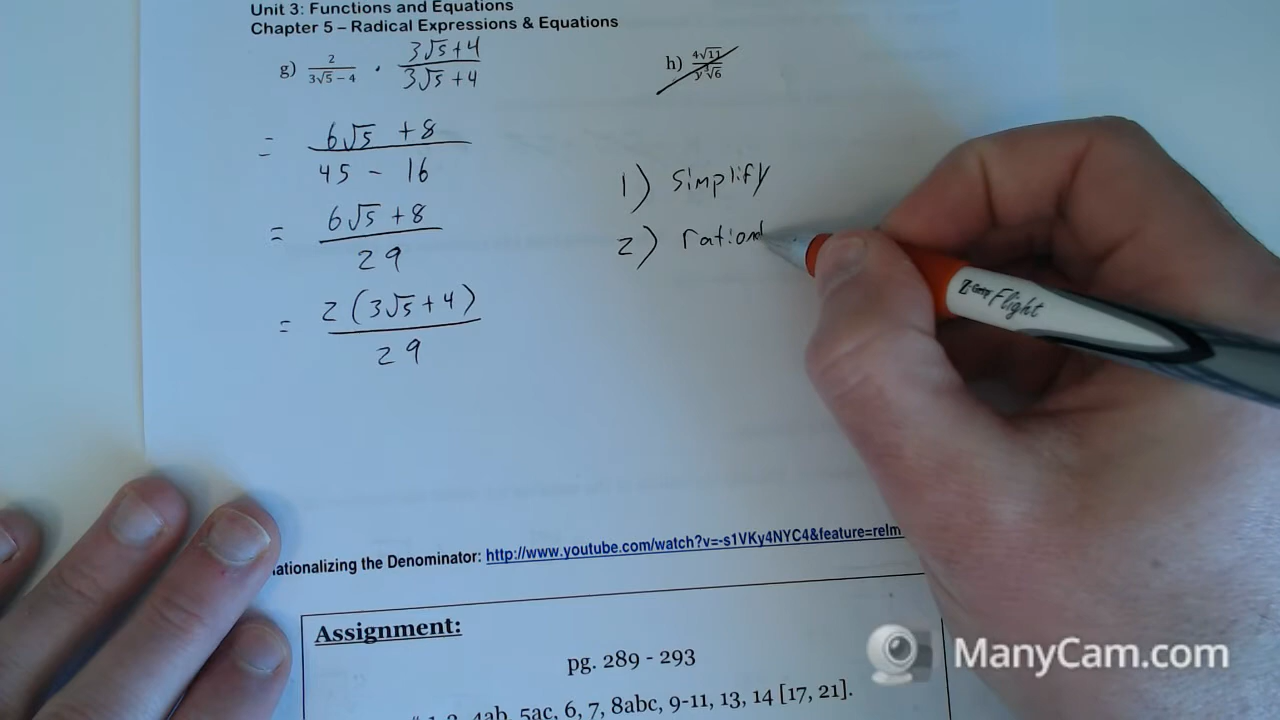 Unit 3: Functions and Equations
Chapter 5 – Radical Expressions & Equations
g) 2/(3√5 − 4) · (3√5 + 4)/(3√5 + 4)
= (6√5 + 8)/(45 − 16)
= (6√5 + 8)/29
= 2(3√5 + 4)/29
h) 4√11
1) Simplify
2) rational
Z-Grip Flight
ationalizing the Denominator: http://www.youtube.com/watch?v=-s1VKy4NYC4&feature=relm
Assignment:
pg. 289 - 293
4ab, 5ac, 6, 7, 8abc, 9-11, 13, 14 [17, 21].
ManyCam.com